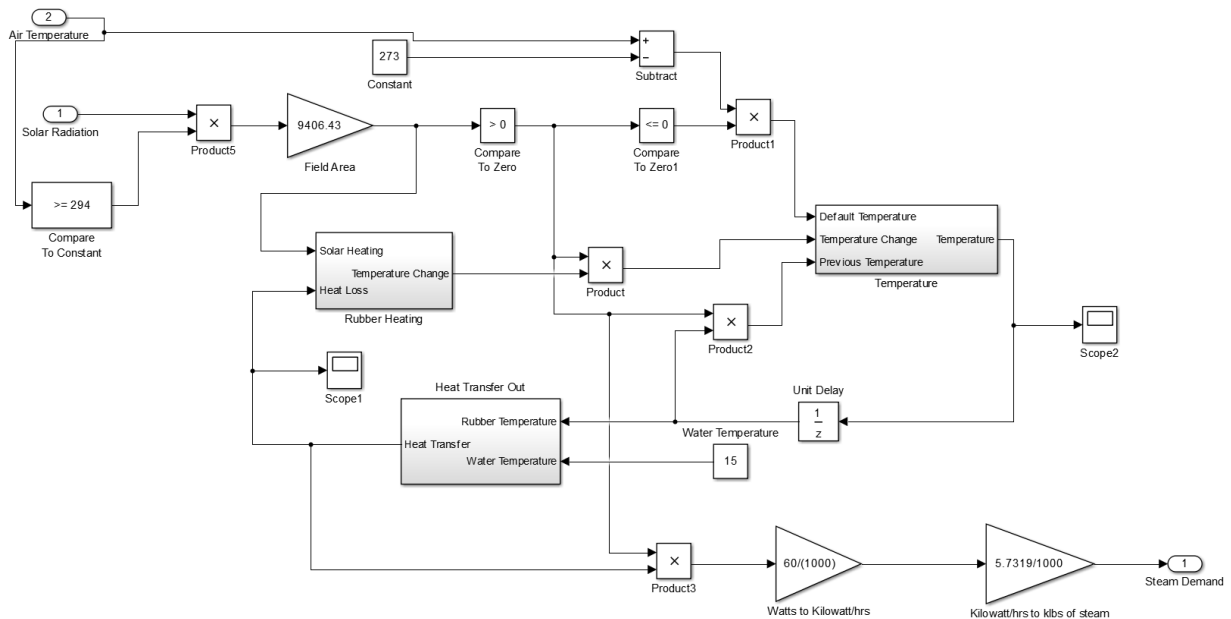 2
Air Temperature
273
Constant
+
−
Subtract
1
Solar Radiation
×
Product5
9406.43
Field Area
> 0
Compare
To Zero
<= 0
Compare
To Zero1
×
Product1
>= 294
Compare
To Constant
Solar Heating
Temperature Change
Heat Loss
Rubber Heating
×
Product
Default Temperature
Temperature Change
Temperature
Previous Temperature
Temperature
×
Product2
Scope2
Scope1
Heat Transfer Out
Rubber Temperature
Heat Transfer
Water Temperature
Unit Delay
1
z
Water Temperature
15
×
Product3
60/(1000)
Watts to Kilowatt/hrs
5.7319/1000
Kilowatt/hrs to klbs of steam
1
Steam Demand